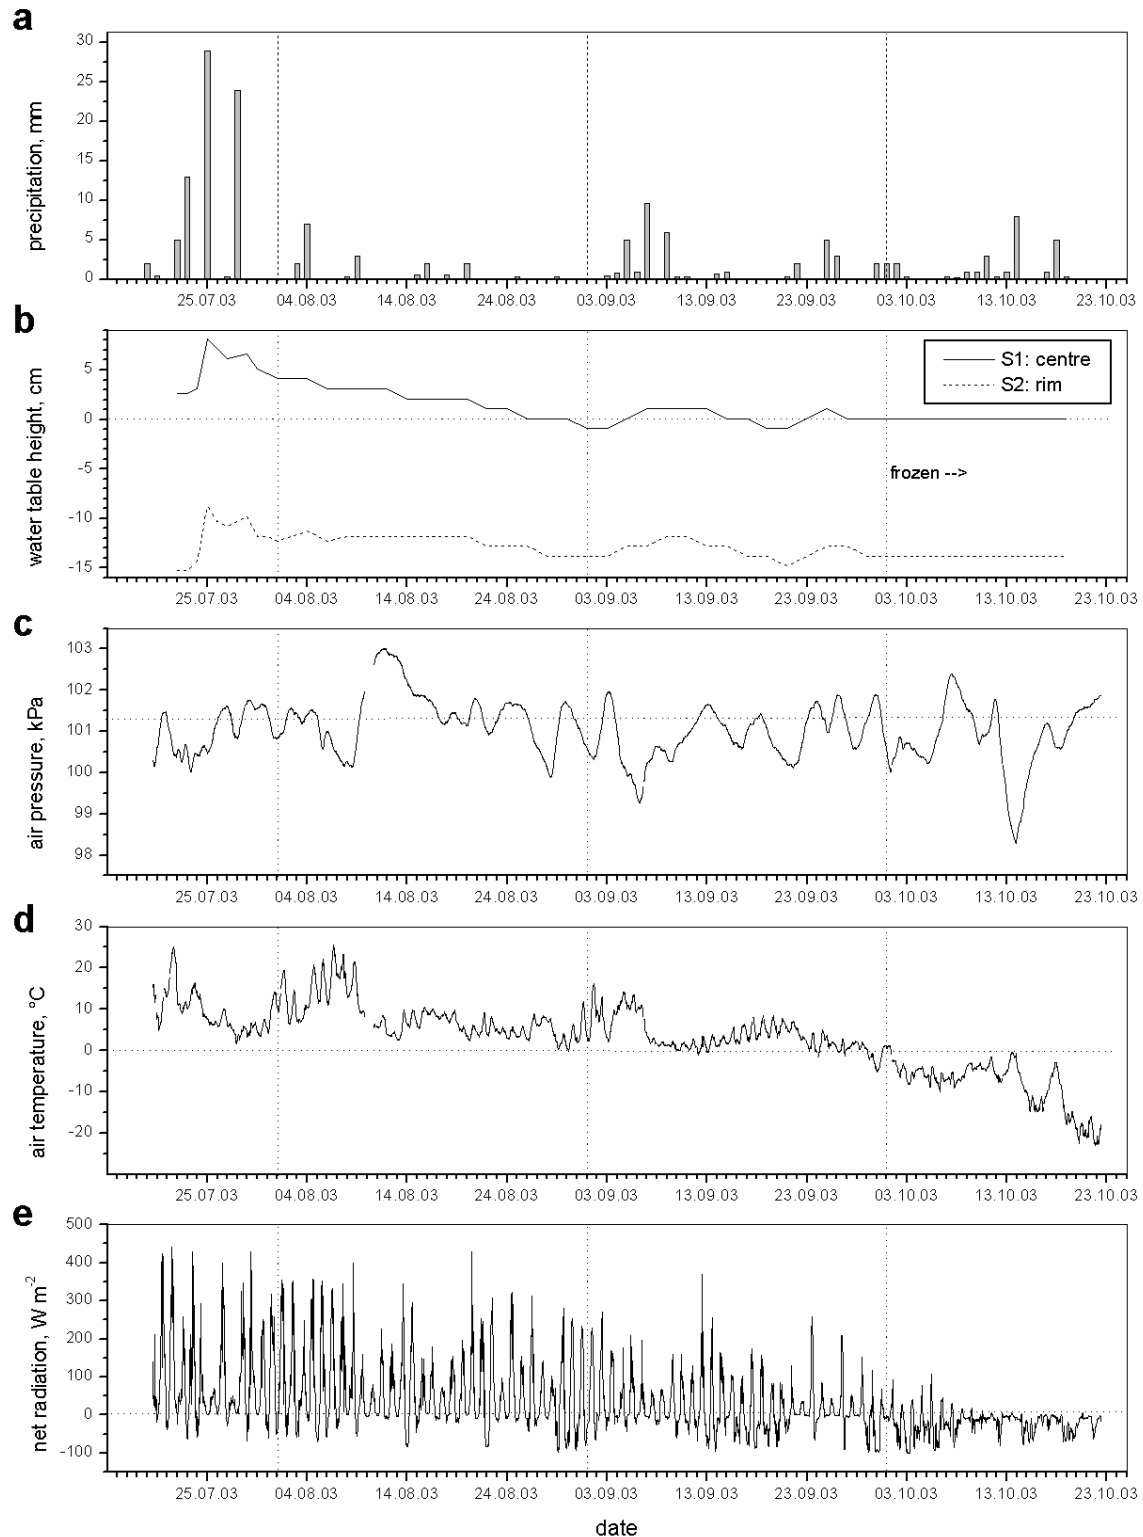 a
precipitation, mm
30
25
20
15
10
5
0
25.07.03 04.08.03 14.08.03 24.08.03 03.09.03 13.09.03 23.09.03 03.10.03 13.10.03 23.10.03
b
water table height, cm
5
0
-5
-10
-15
S1: centre
S2: rim
frozen -->
25.07.03 04.08.03 14.08.03 24.08.03 03.09.03 13.09.03 23.09.03 03.10.03 13.10.03 23.10.03
c
air pressure, kPa
103
102
101
100
99
98
25.07.03 04.08.03 14.08.03 24.08.03 03.09.03 13.09.03 23.09.03 03.10.03 13.10.03 23.10.03
d
air temperature, °C
30
20
10
0
-10
-20
25.07.03 04.08.03 14.08.03 24.08.03 03.09.03 13.09.03 23.09.03 03.10.03 13.10.03 23.10.03
e
net radiation, W m-2
500
400
300
200
100
0
-100
25.07.03 04.08.03 14.08.03 24.08.03 03.09.03 13.09.03 23.09.03 03.10.03 13.10.03 23.10.03
date